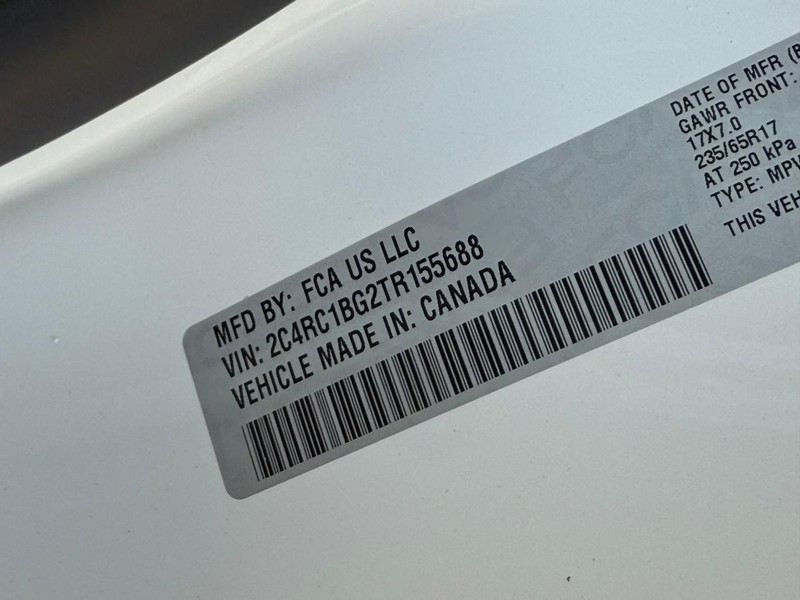 MFD BY: FCA US LLC
VIN: 2C4RC1BG2TR155688
VEHICLE MADE IN: CANADA
DATE OF MFR
GAWR FRONT:
17X7.0
235/65R17
AT 250 kPa
TYPE: MPV
THIS VEH